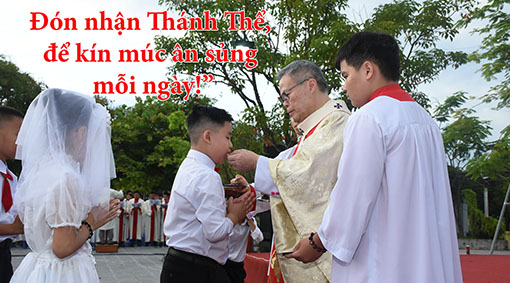 Đón nhận Thánh Thể,
để kín múc ân sủng
mỗi ngày!”